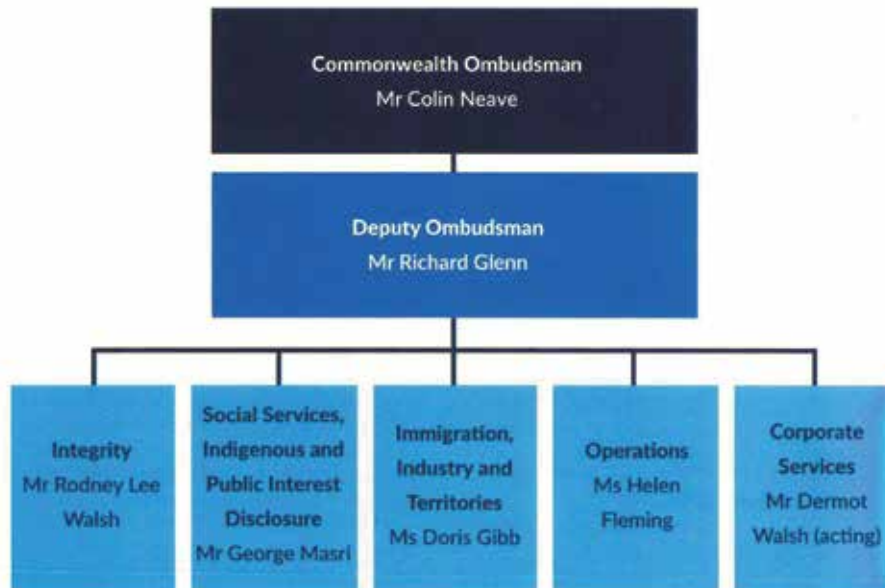 Commonwealth Ombudsman
Mr Colin Neave
Deputy Ombudsman
Mr Richard Glenn
Integrity
Mr Rodney Lee
Walsh
Social Services,
Indigenous and
Public Interest
Disclosure
Mr George Masri
Immigration,
Industry and
Territories
Ms Doris Gibb
Operations
Ms Helen
Fleming
Corporate
Services
Mr Dermot
Walsh (acting)